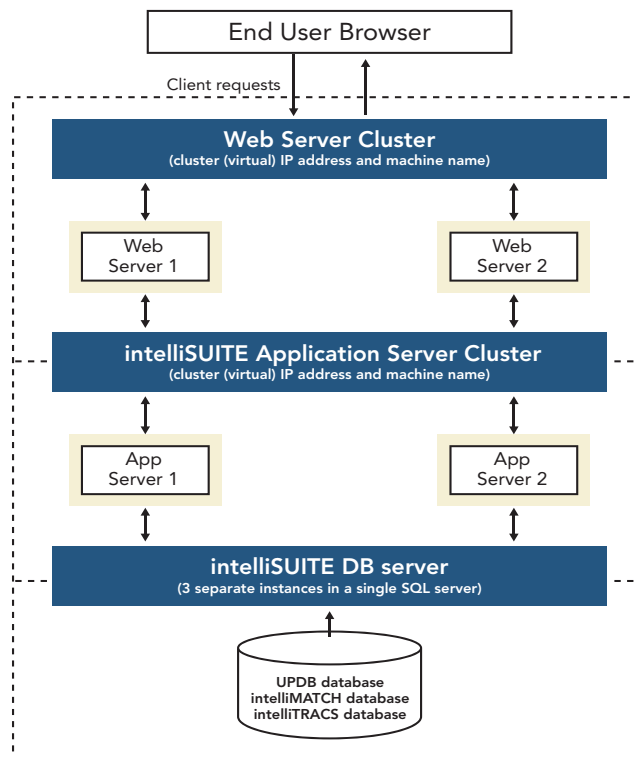 End User Browser
Client requests
Web Server Cluster
(cluster (virtual) IP address and machine name)
Web
Server 1
Web
Server 2
intelliSUITE Application Server Cluster
(cluster (virtual) IP address and machine name)
App
Server 1
App
Server 2
intelliSUITE DB server
(3 separate instances in a single SQL server)
UPDB database
intelliMATCH database
intelliTRACS database